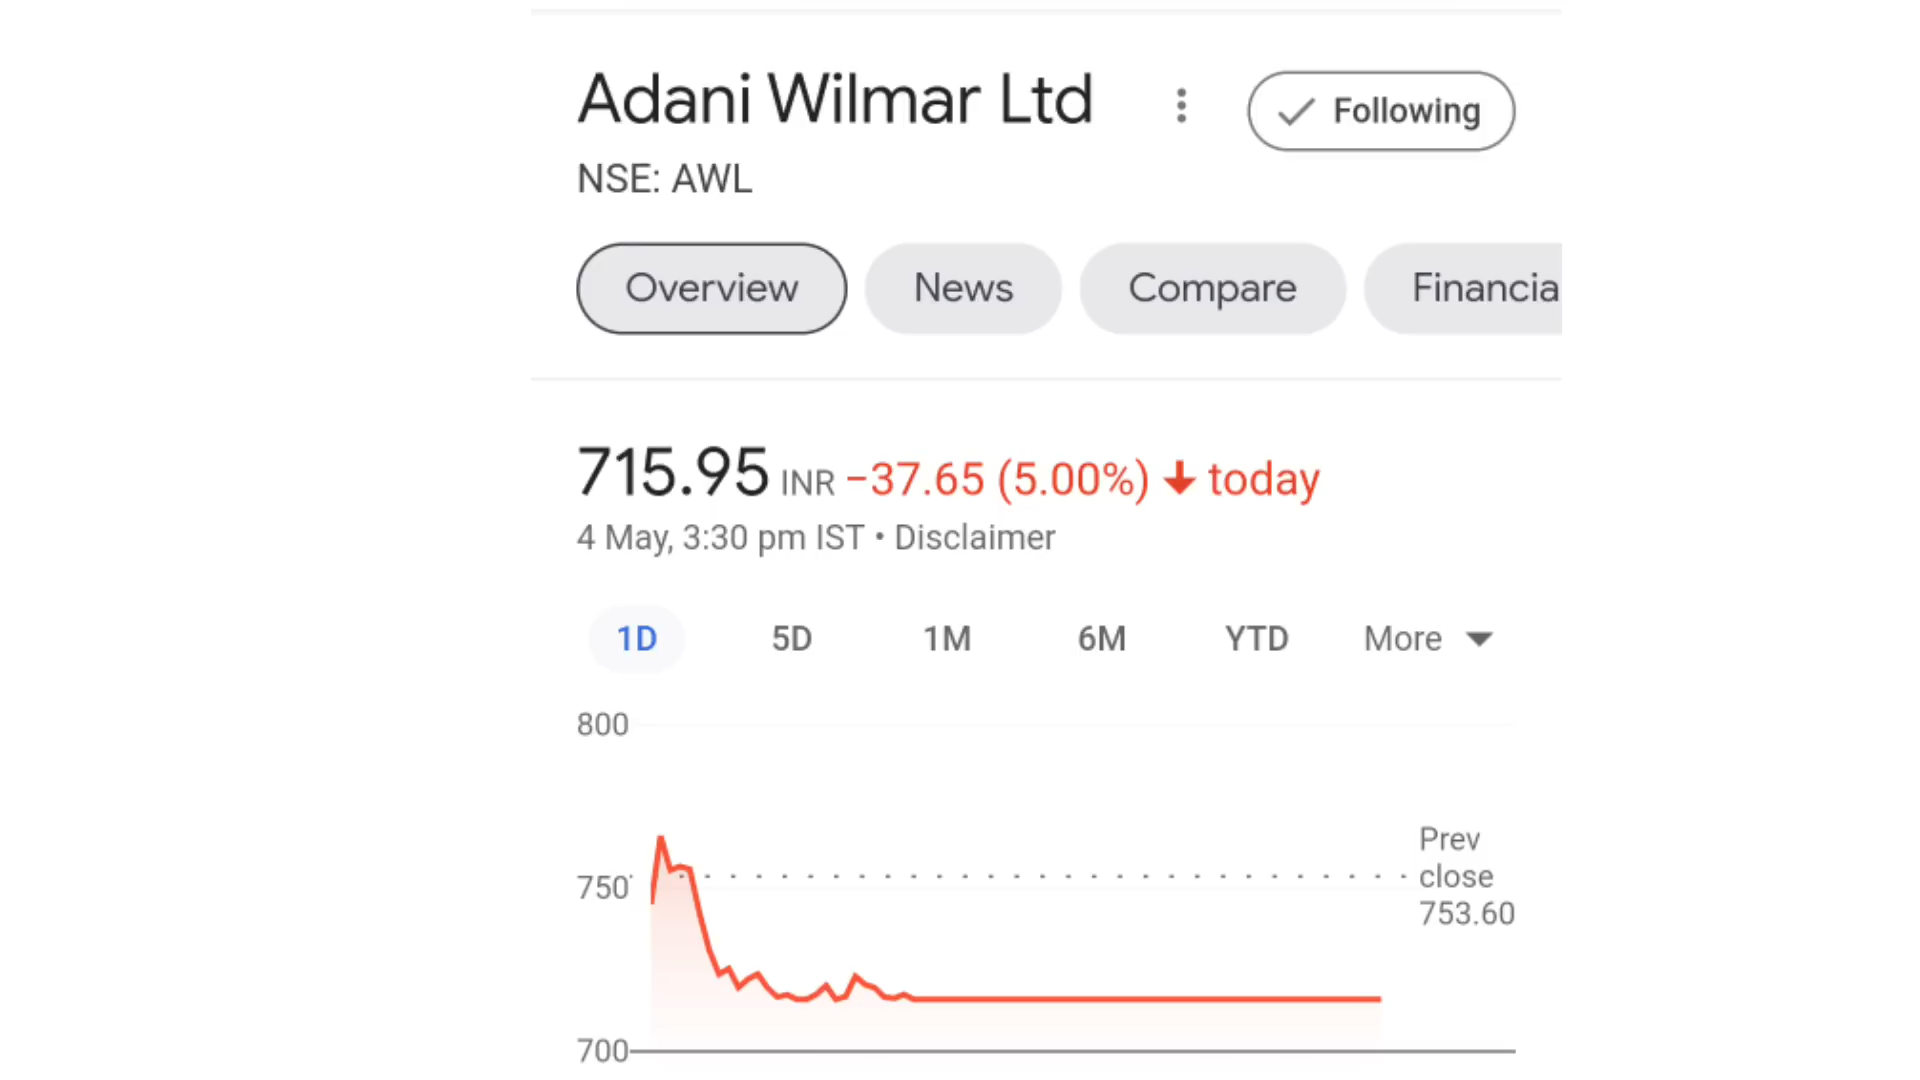 Adani Wilmar Ltd
Following
NSE: AWL
Overview
News
Compare
Financia
715.95 INR −37.65 (5.00%) ↓ today
4 May, 3:30 pm IST • Disclaimer
1D
5D
1M
6M
YTD
More
800
750
700
Prev
close
753.60